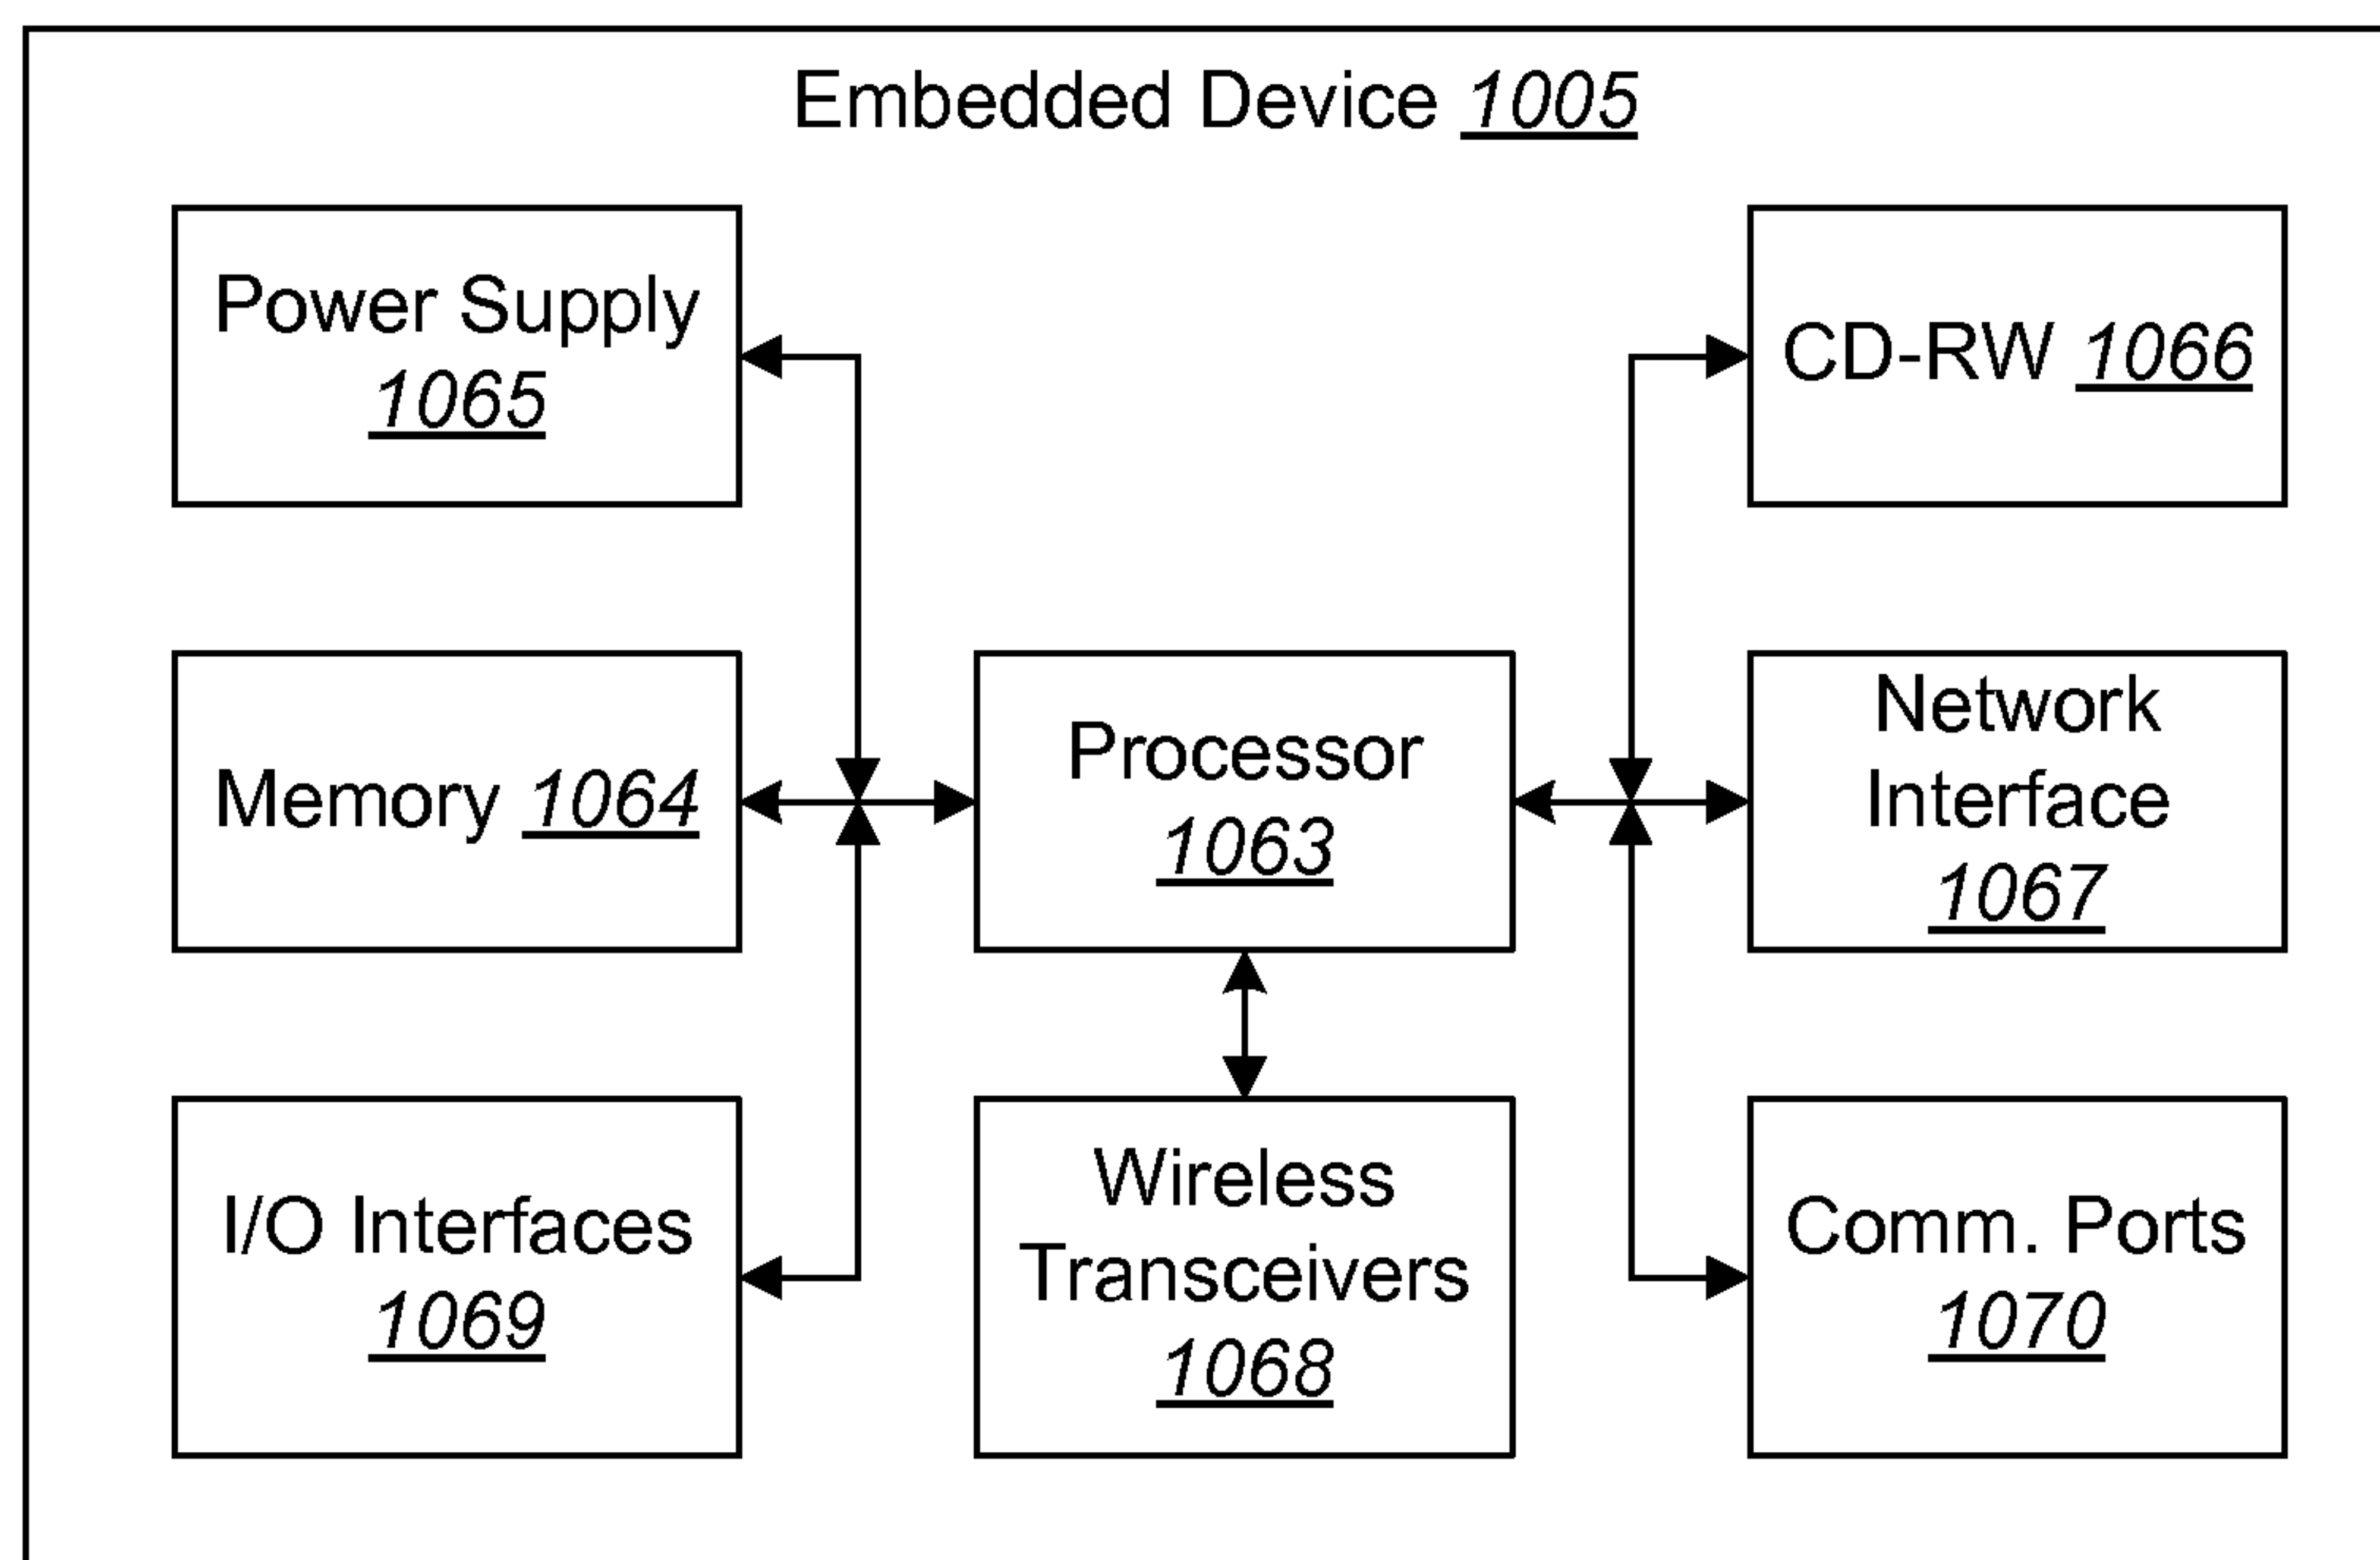 Embedded Device 1005
Power Supply
1065
CD-RW 1066
Memory 1064
Processor
1063
Network
Interface
1067
I/O Interfaces
1069
Wireless
Transceivers
1068
Comm. Ports
1070